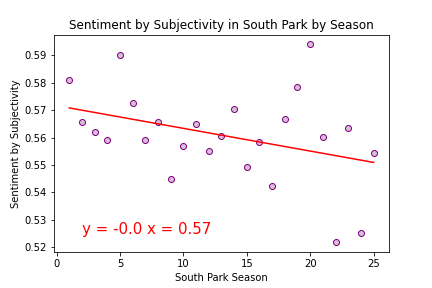 Sentiment by Subjectivity in South Park by Season
Sentiment by Subjectivity
0.59
0.58
0.57
0.56
0.55
0.54
0.53
0.52
y = -0.0 x = 0.57
0 5 10 15 20 25
South Park Season